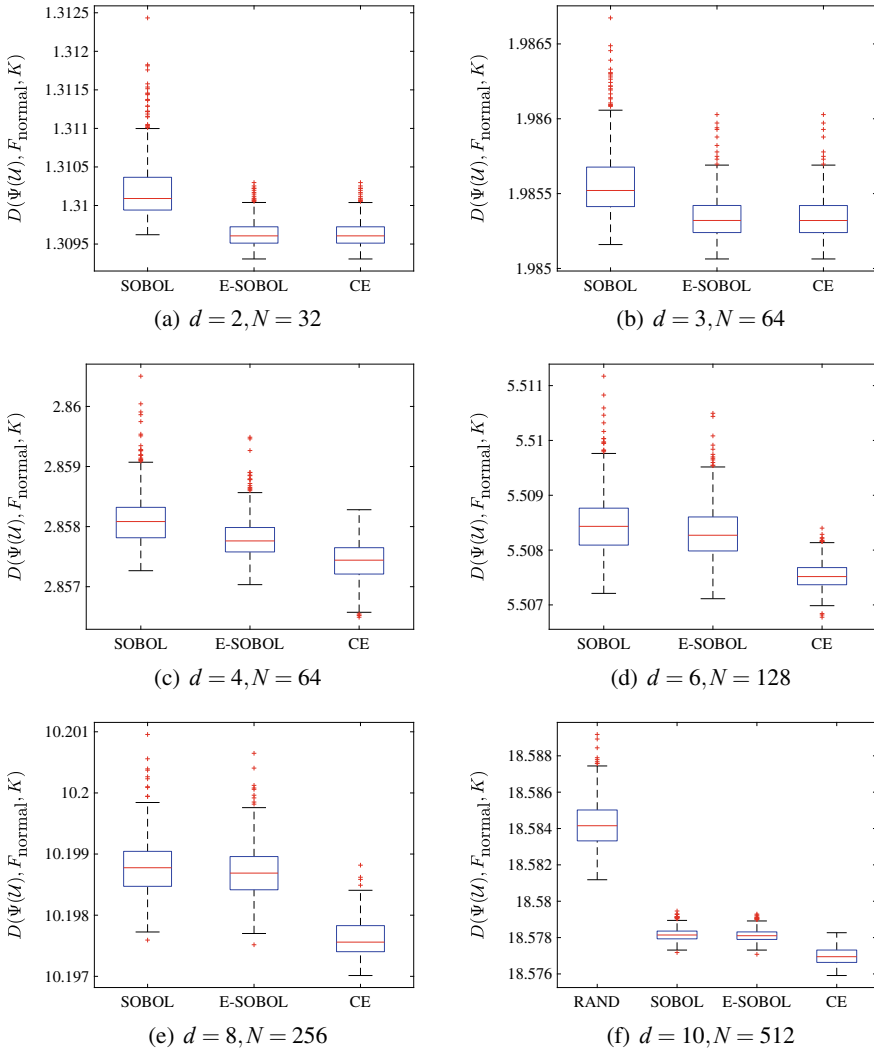 D(Ψ(𝒰), F_normal, K)
1.3125
1.312
1.3115
1.311
1.3105
1.31
1.3095
SOBOL E-SOBOL CE
(a) d = 2, N = 32
D(Ψ(𝒰), F_normal, K)
1.9865
1.986
1.9855
1.985
SOBOL E-SOBOL CE
(b) d = 3, N = 64
D(Ψ(𝒰), F_normal, K)
2.86
2.859
2.858
2.857
SOBOL E-SOBOL CE
(c) d = 4, N = 64
D(Ψ(𝒰), F_normal, K)
5.511
5.51
5.509
5.508
5.507
SOBOL E-SOBOL CE
(d) d = 6, N = 128
D(Ψ(𝒰), F_normal, K)
10.201
10.2
10.199
10.198
10.197
SOBOL E-SOBOL CE
(e) d = 8, N = 256
D(Ψ(𝒰), F_normal, K)
18.588
18.586
18.584
18.582
18.58
18.578
18.576
RAND SOBOL E-SOBOL CE
(f) d = 10, N = 512